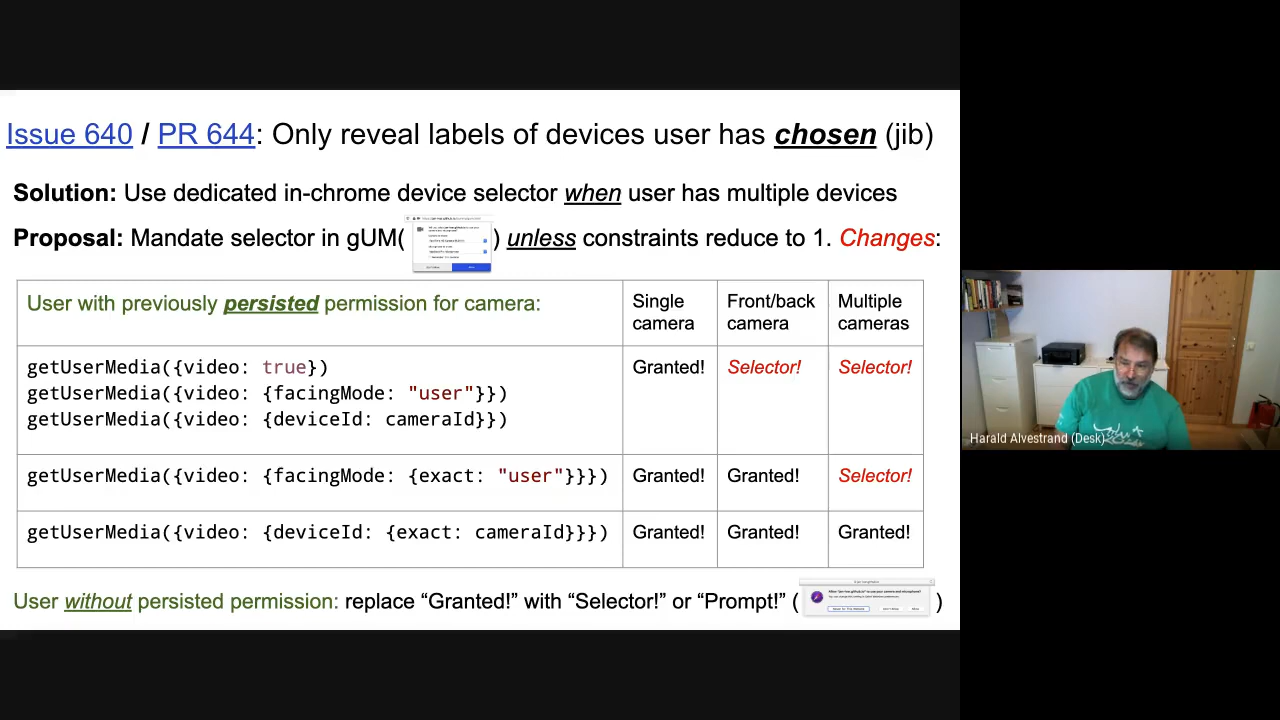 Issue 640 / PR 644: Only reveal labels of devices user has chosen (jib)
Solution: Use dedicated in-chrome device selector when user has multiple devices
Proposal: Mandate selector in gUM( ) unless constraints reduce to 1. Changes:
User with previously persisted permission for camera:
Single camera
Front/back camera
Multiple cameras
getUserMedia({video: true})
getUserMedia({video: {facingMode: "user"}})
getUserMedia({video: {deviceId: cameraId}})
Granted!
Selector!
Selector!
getUserMedia({video: {facingMode: {exact: "user"}}})
Granted!
Granted!
Selector!
getUserMedia({video: {deviceId: {exact: cameraId}}})
Granted!
Granted!
Granted!
User without persisted permission: replace “Granted!” with “Selector!” or “Prompt!” ( )
Harald Alvestrand (Desk)